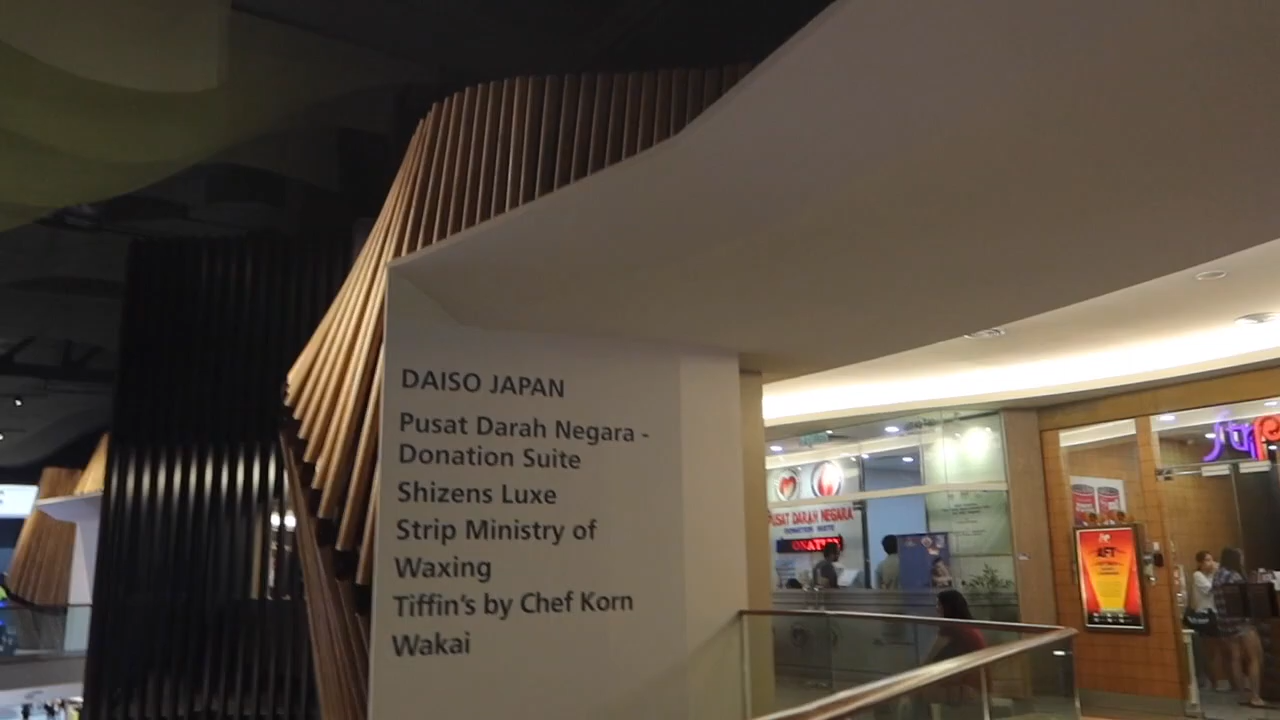 DAISO JAPAN
Pusat Darah Negara -
Donation Suite
Shizens Luxe
Strip Ministry of
Waxing
Tiffin's by Chef Korn
Wakai
PUSAT DARAH NEGARA
DONATION SUITE
AFT